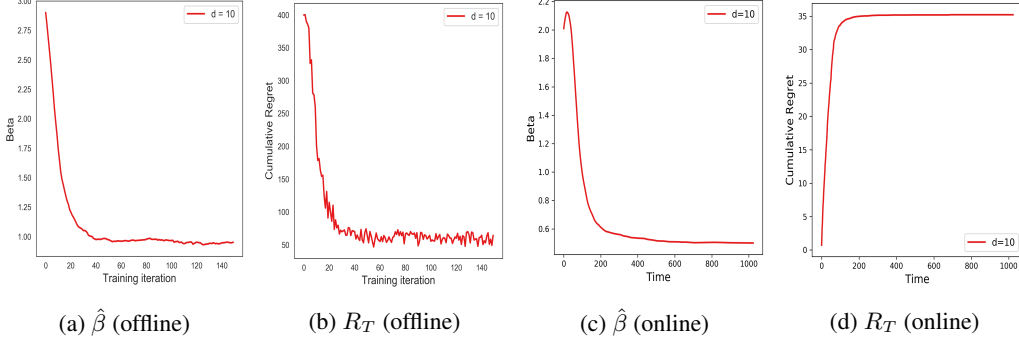 3.00
2.75
2.50
2.25
2.00
1.75
1.50
1.25
1.00
Beta
d = 10
0 20 40 60 80 100 120 140
Training iteration
(a) β̂ (offline)
400
350
300
250
200
150
100
50
Cumulative Regret
d = 10
0 20 40 60 80 100 120 140
Training iteration
(b) R_T (offline)
2.2
2.0
1.8
1.6
1.4
1.2
1.0
0.8
0.6
Beta
d=10
0 200 400 600 800 1000
Time
(c) β̂ (online)
35
30
25
20
15
10
5
0
Cumulative Regret
d=10
0 200 400 600 800 1000
Time
(d) R_T (online)